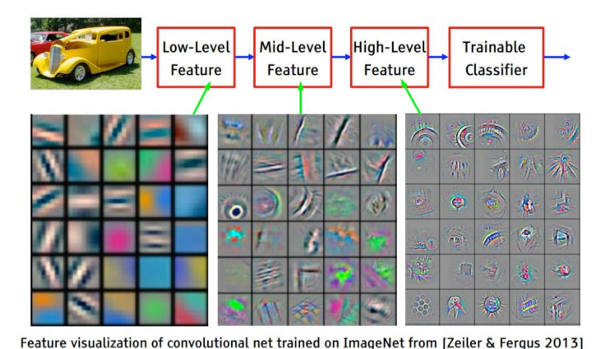 Low-Level
Feature
Mid-Level
Feature
High-Level
Feature
Trainable
Classifier
Feature visualization of convolutional net trained on ImageNet from [Zeiler & Fergus 2013]